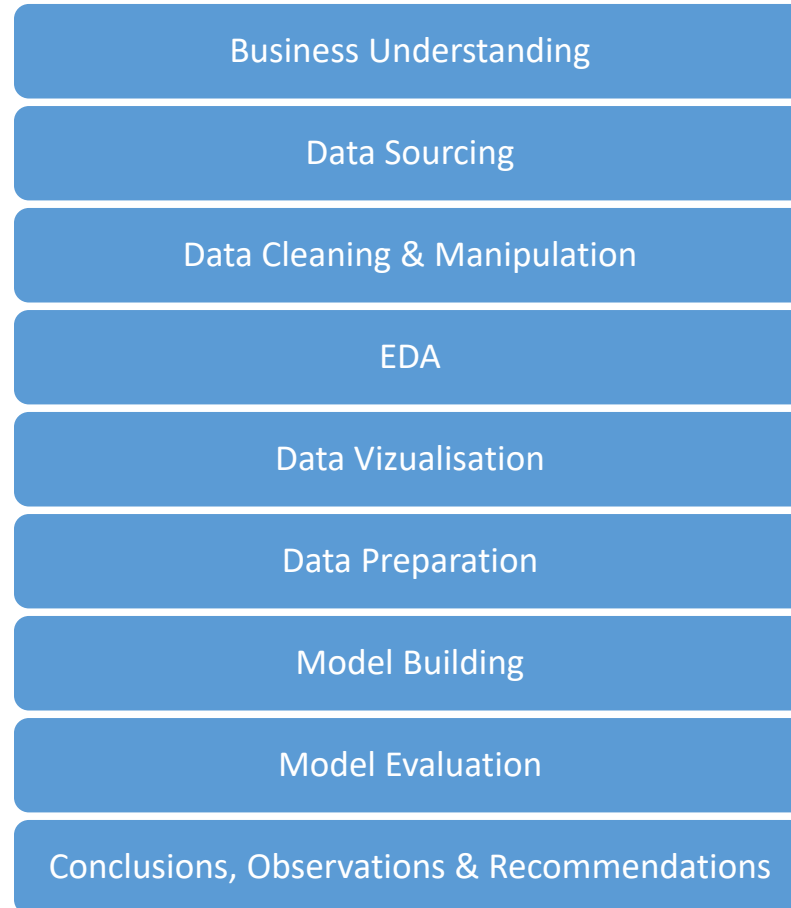 Business Understanding
Data Sourcing
Data Cleaning & Manipulation
EDA
Data Vizualisation
Data Preparation
Model Building
Model Evaluation
Conclusions, Observations & Recommendations